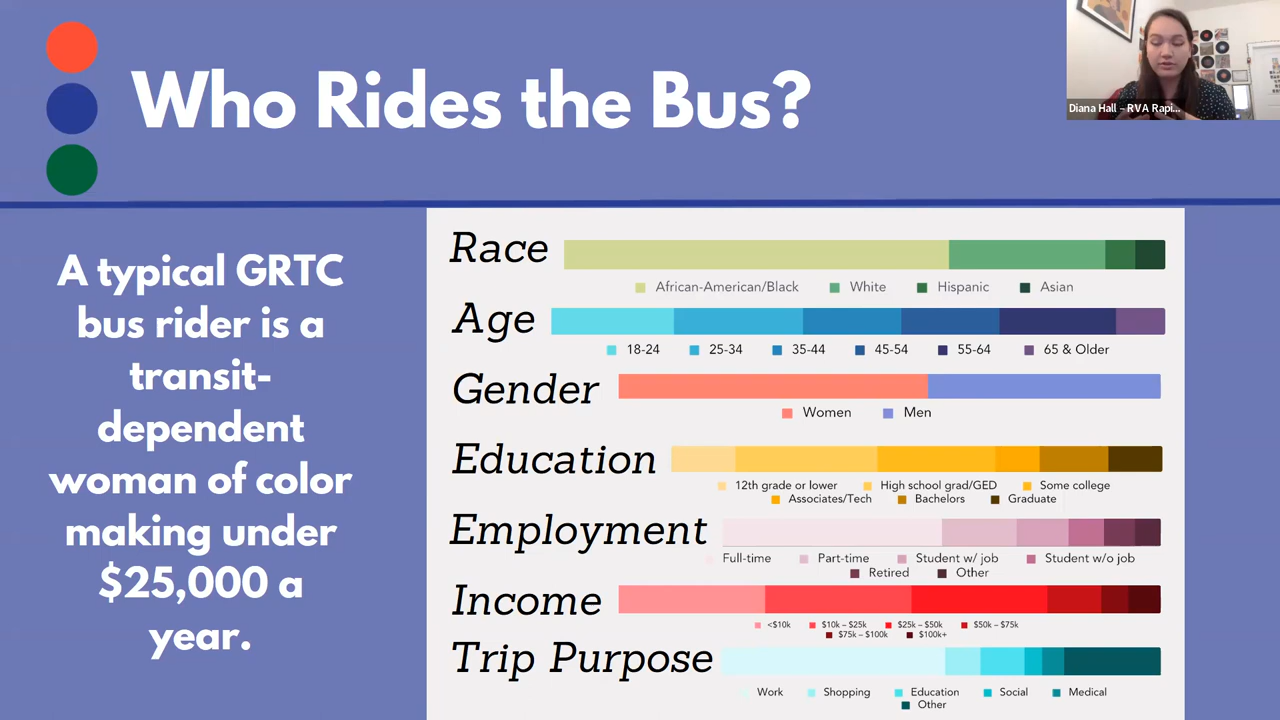 Who Rides the Bus?
Diana Hall – RVA Rapi...
A typical GRTC
bus rider is a
transit-
dependent
woman of color
making under
$25,000 a
year.
Race
African-American/Black White Hispanic Asian
Age
18-24 25-34 35-44 45-54 55-64 65 & Older
Gender
Women Men
Education
12th grade or lower High school grad/GED Some college
Associates/Tech Bachelors Graduate
Employment
Full-time Part-time Student w/ job Student w/o job
Retired Other
Income
<$10k $10k – $25k $25k – $50k $50k – $75k
$75k – $100k $100k+
Trip Purpose
Work Shopping Education Social Medical
Other